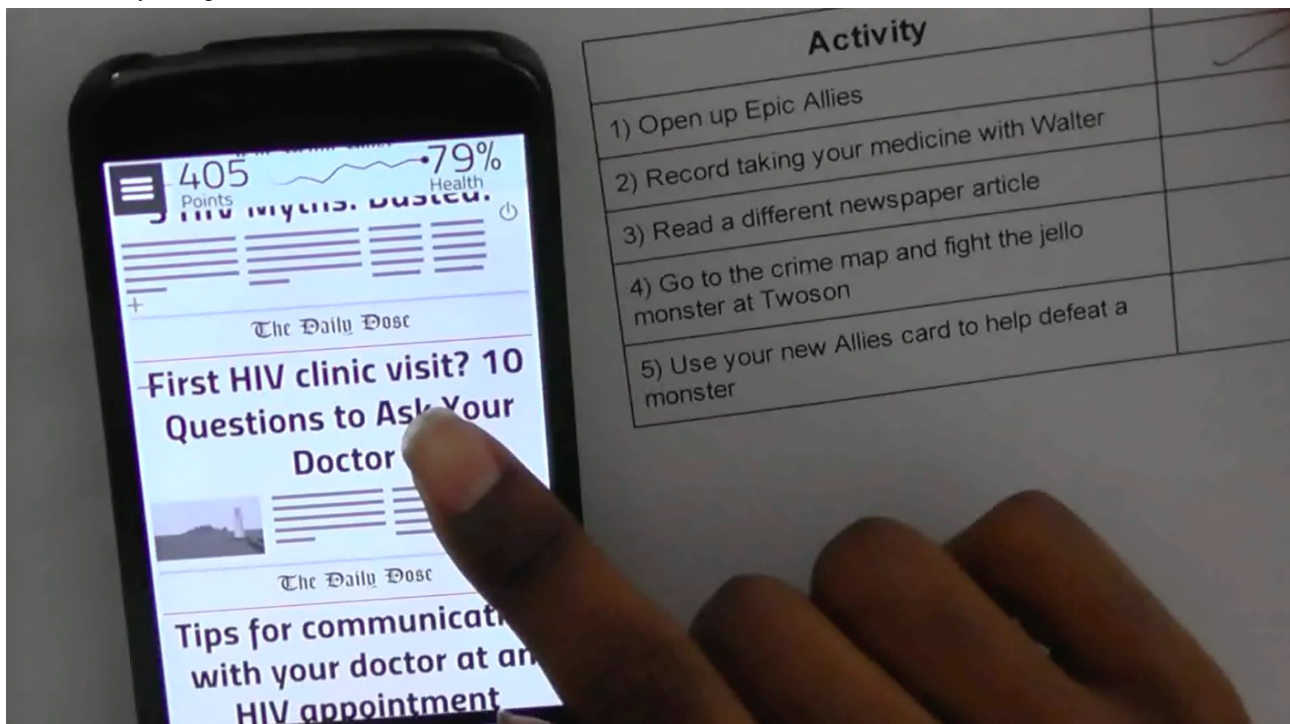 405
Points
79%
Health
HIV Myths. Busted.
The Daily Dose
First HIV clinic visit? 10
Questions to Ask Your
Doctor
The Daily Dose
Tips for communicati
with your doctor at an
HIV appointment
Activity
1) Open up Epic Allies
2) Record taking your medicine with Walter
3) Read a different newspaper article
4) Go to the crime map and fight the jello
monster at Twoson
5) Use your new Allies card to help defeat a
monster